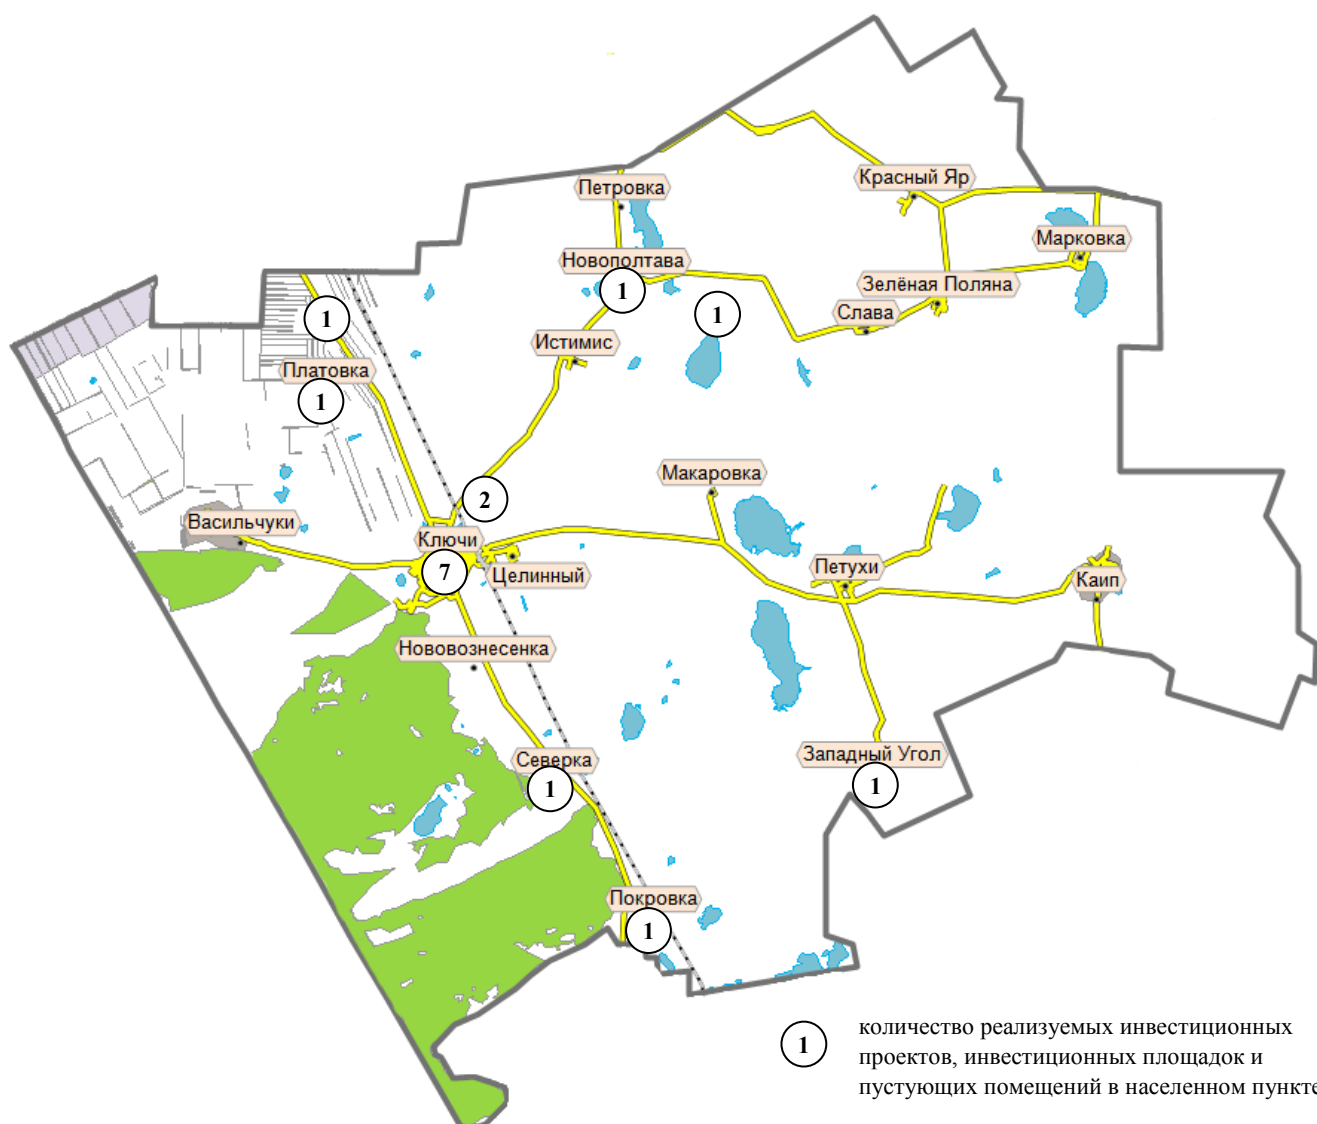 Красный Яр
Петровка
Марковка
Новополтава
Зелёная Поляна
1
1
Слава
1
Истимис
Платовка
1
Макаровка
2
Васильчуки
Ключи
Петухи
7
Целинный
Каип
Нововознесенка
Западный Угол
Северка
1
1
Покровка
1
1
количество реализуемых инвестиционных
проектов, инвестиционных площадок и
пустующих помещений в населенном пункте